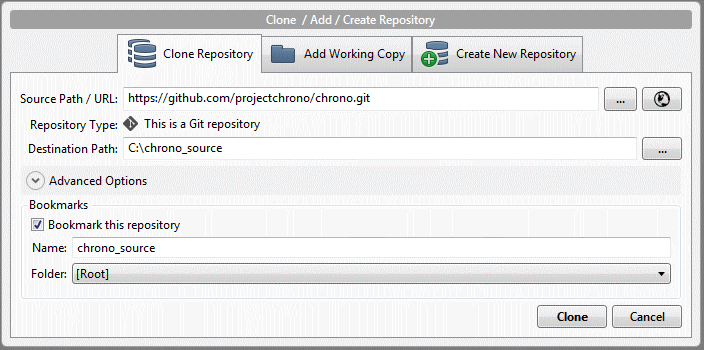 Clone / Add / Create Repository
Clone Repository Add Working Copy Create New Repository
Source Path / URL: https://github.com/projectchrono/chrono.git ...
Repository Type: This is a Git repository
Destination Path: C:\chrono_source ...
Advanced Options
Bookmarks
Bookmark this repository
Name: chrono_source
Folder: [Root]
Clone Cancel